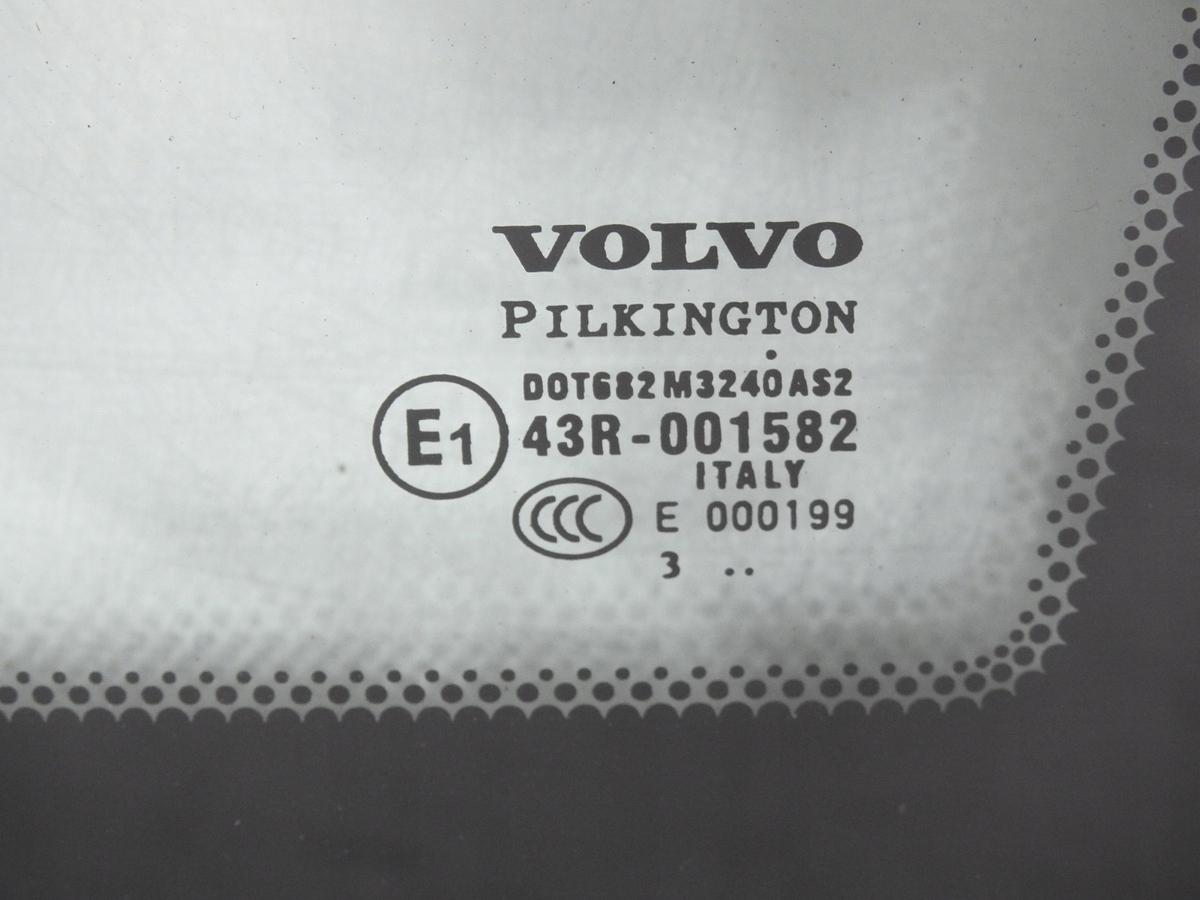 VOLVO
PILKINGTON
DOT682 M3240 AS2
E1 43R-001582
ITALY
CCC E 000199
3 ..